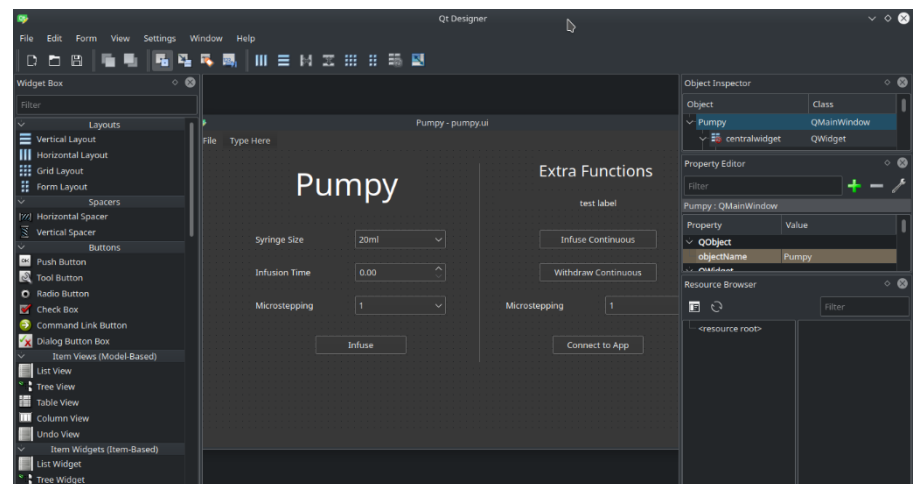 Qt Designer
File Edit Form View Settings Window Help
Widget Box
Filter
Layouts
Vertical Layout
Horizontal Layout
Grid Layout
Form Layout
Spacers
Horizontal Spacer
Vertical Spacer
Buttons
Push Button
Tool Button
Radio Button
Check Box
Command Link Button
Dialog Button Box
Item Views (Model-Based)
List View
Tree View
Table View
Column View
Undo View
Item Widgets (Item-Based)
List Widget
Tree Widget
Pumpy - pumpy.ui
File Type Here
Pumpy
Syringe Size 20ml
Infusion Time 0.00
Microstepping 1
Infuse
Extra Functions
test label
Infuse Continuous
Withdraw Continuous
Microstepping 1
Connect to App
Object Inspector
Object Class
Pumpy QMainWindow
centralwidget QWidget
Property Editor
Filter
Pumpy : QMainWindow
Property Value
QObject
objectName Pumpy
QWidget
Resource Browser
Filter
<resource root>